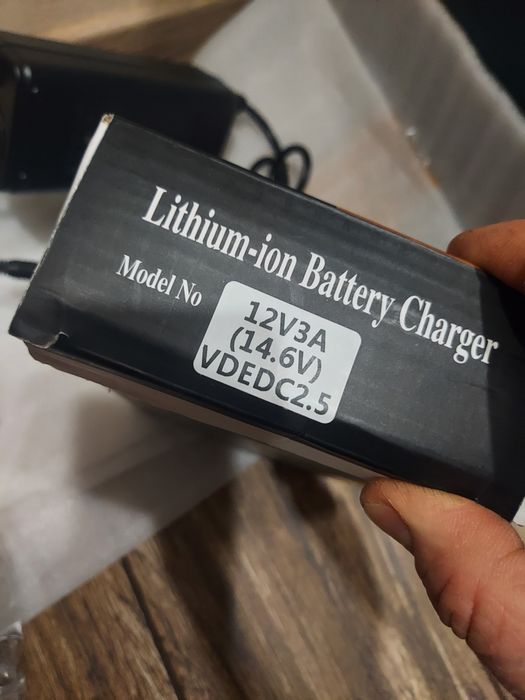 Lithium-ion Battery Charger
Model No
12V3A
(14.6V)
VDEDC2.5